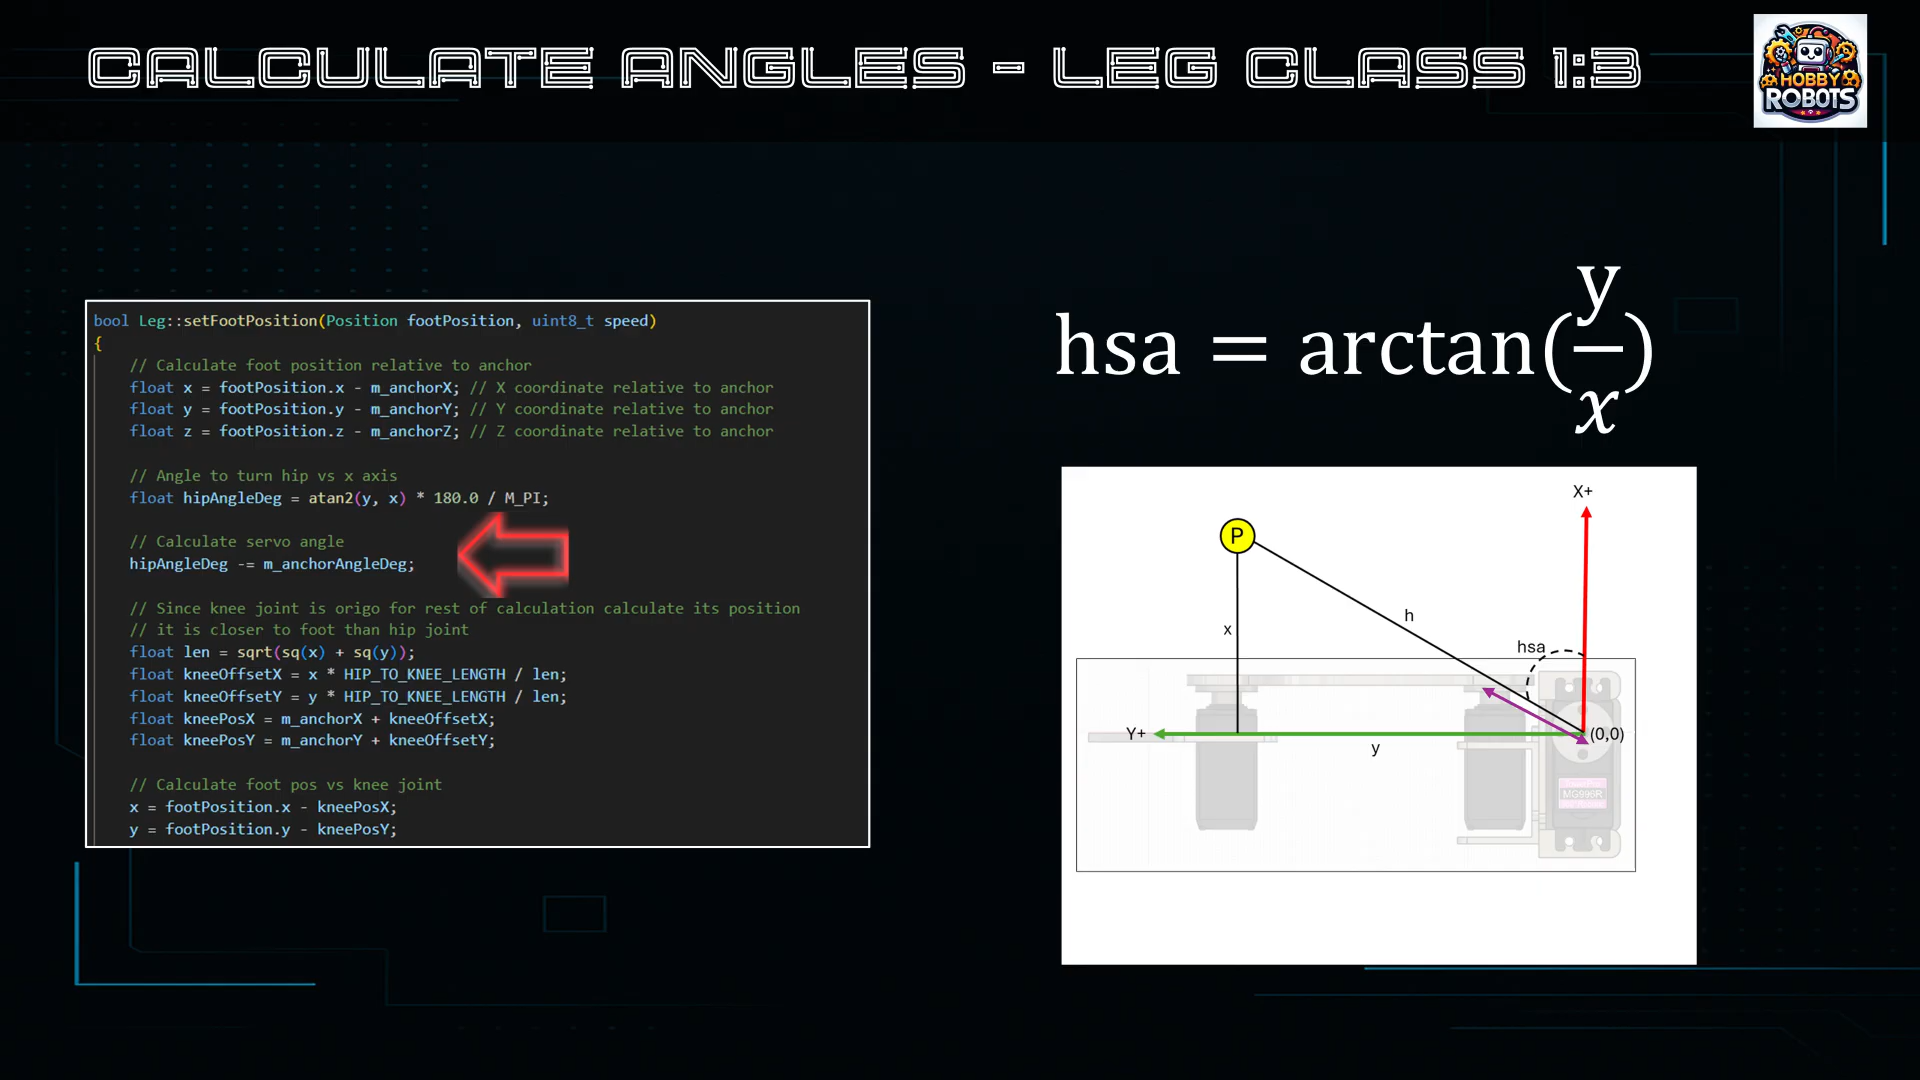 CALCULATE ANGLES - LEG CLASS 1:3
HOBBY
ROBOTS
bool Leg::setFootPosition(Position footPosition, uint8_t speed)
{
// Calculate foot position relative to anchor
float x = footPosition.x - m_anchorX; // X coordinate relative to anchor
float y = footPosition.y - m_anchorY; // Y coordinate relative to anchor
float z = footPosition.z - m_anchorZ; // Z coordinate relative to anchor
// Angle to turn hip vs x axis
float hipAngleDeg = atan2(y, x) * 180.0 / M_PI;
// Calculate servo angle
hipAngleDeg -= m_anchorAngleDeg;
// Since knee joint is origo for rest of calculation calculate its position
// it is closer to foot than hip joint
float len = sqrt(sq(x) + sq(y));
float kneeOffsetX = x * HIP_TO_KNEE_LENGTH / len;
float kneeOffsetY = y * HIP_TO_KNEE_LENGTH / len;
float kneePosX = m_anchorX + kneeOffsetX;
float kneePosY = m_anchorY + kneeOffsetY;
// Calculate foot pos vs knee joint
x = footPosition.x - kneePosX;
y = footPosition.y - kneePosY;
hsa = arctan(y/x)
X+
P
h
x
hsa
Y+
(0,0)
y
MG996R